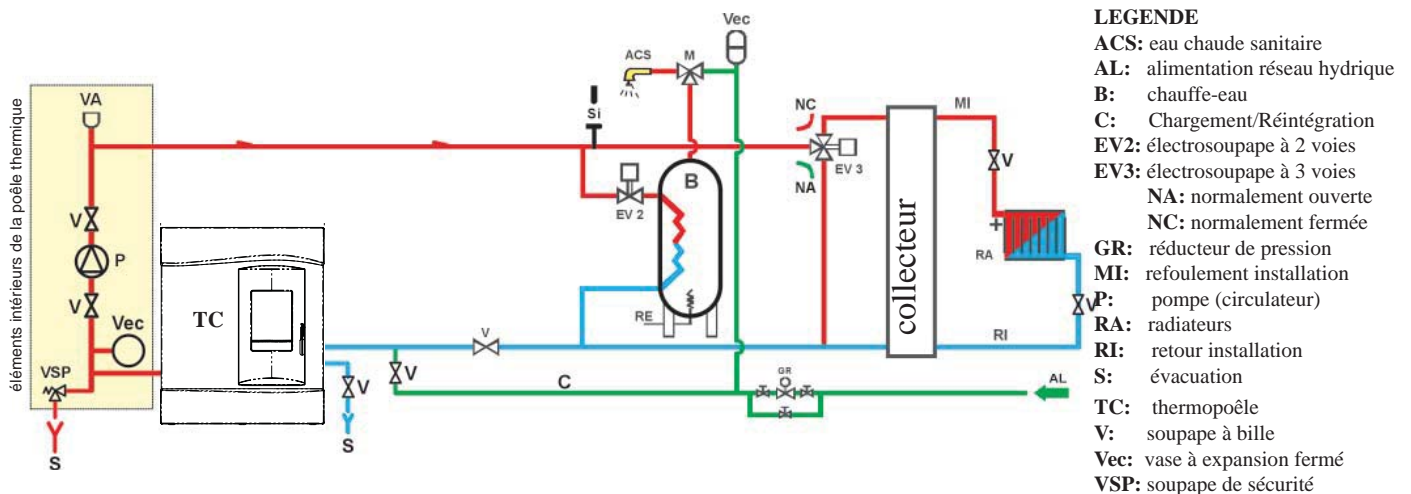 éléments intérieurs de la poêle thermique
VA
V
P
V
Vec
VSP
S
TC
V
S
V
V
C
Si
EV 2
ACS
M
Vec
B
RE
NC
NA
EV 3
GR
AL
collecteur
MI
V
RA
+
V
RI
LEGENDE
ACS: eau chaude sanitaire
AL: alimentation réseau hydrique
B: chauffe-eau
C: Chargement/Réintégration
EV2: électrosoupape à 2 voies
EV3: électrosoupape à 3 voies
NA: normalement ouverte
NC: normalement fermée
GR: réducteur de pression
MI: refoulement installation
P: pompe (circulateur)
RA: radiateurs
RI: retour installation
S: évacuation
TC: thermopoêle
V: soupape à bille
Vec: vase à expansion fermé
VSP: soupape de sécurité